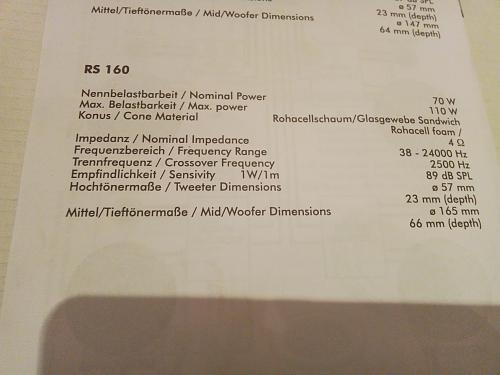 89 dB SPL
ø 57 mm
Mittel/Tieftönermaße / Mid/Woofer Dimensions 23 mm (depth)
ø 147 mm
64 mm (depth)
RS 160
Nennbelastbarbeit / Nominal Power 70 W
Max. Belastbarkeit / Max. power 110 W
Konus / Cone Material Rohacellschaum/Glasgewebe Sandwich
Rohacell foam /
Impedanz / Nominal Impedance 4 Ω
Frequenzbereich / Frequency Range 38 - 24000 Hz
Trennfrequenz / Crossover Frequency 2500 Hz
Empfindlichkeit / Sensivity 1W/1m 89 dB SPL
Hochtönermaße / Tweeter Dimensions ø 57 mm
23 mm (depth)
Mittel/Tieftönermaße / Mid/Woofer Dimensions ø 165 mm
66 mm (depth)